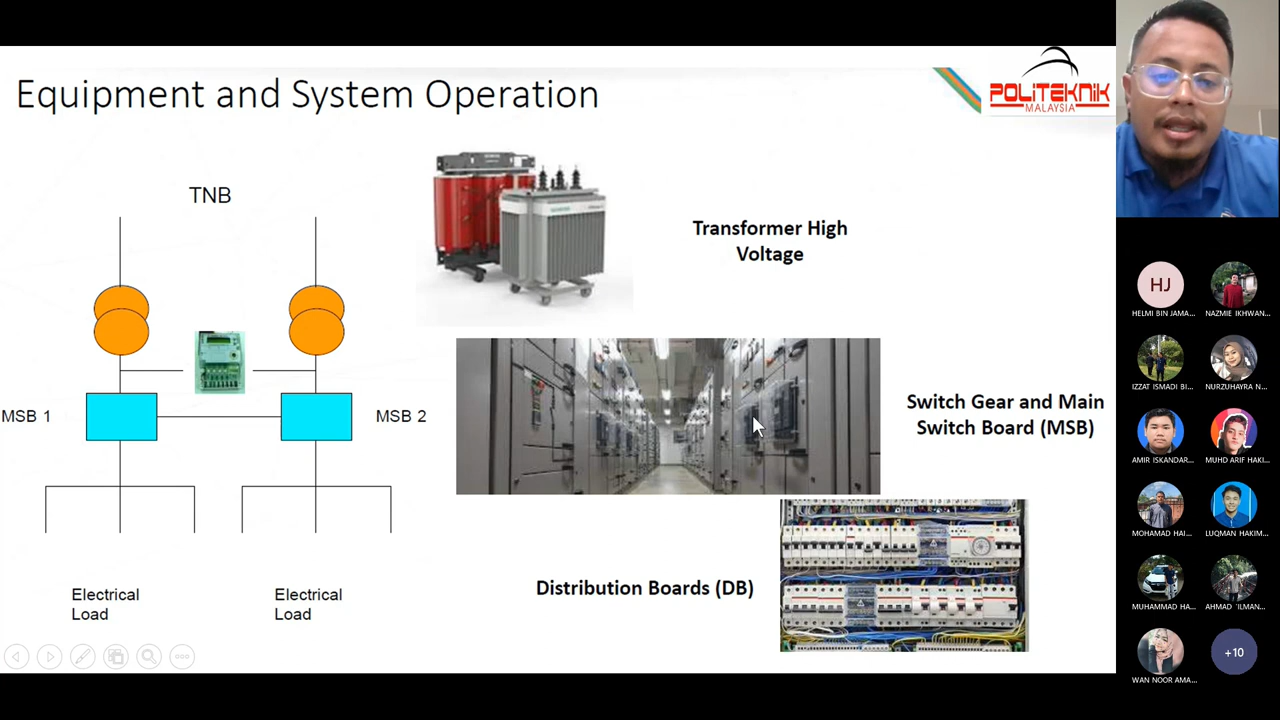 Equipment and System Operation
POLITEKNIK
MALAYSIA
TNB
Transformer High
Voltage
MSB 1
MSB 2
Switch Gear and Main
Switch Board (MSB)
Distribution Boards (DB)
Electrical
Load
Electrical
Load
HJ
HELMI BIN JAMA...
NAZMIE IKHWAN...
IZZAT ISMADI BI...
NURZUHAYRA N...
AMIR ISKANDAR...
MUHD ARIF HAKI...
MOHAMAD HAI...
LUQMAN HAKIM...
MUHAMMAD HA...
AHMAD 'ILMAN...
WAN NOOR AMA...
+10